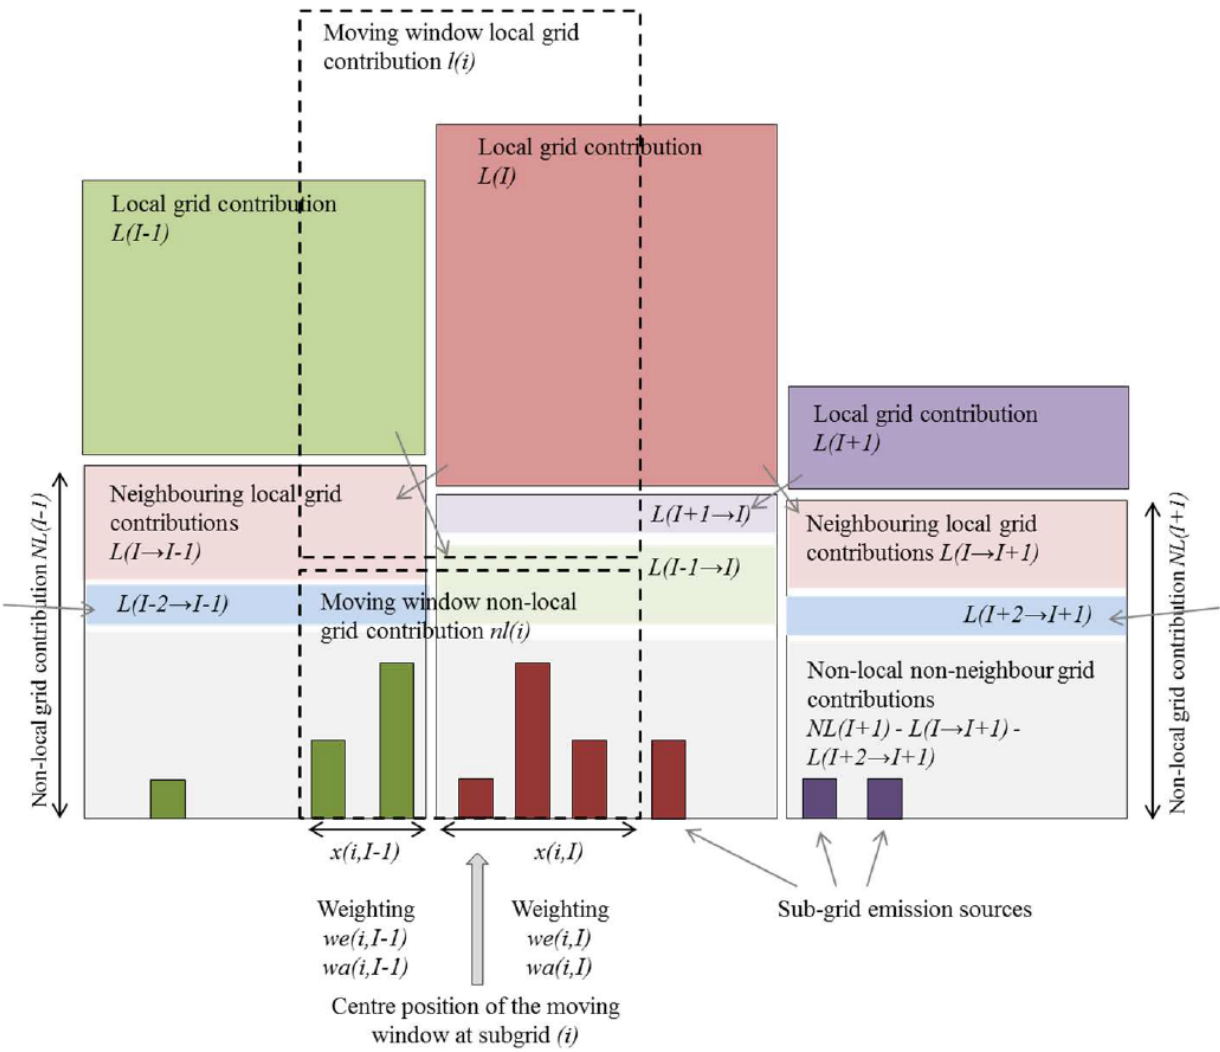 Moving window local grid
contribution l(i)
Local grid contribution
L(I)
Local grid contribution
L(I-1)
Local grid contribution
L(I+1)
Non-local grid contribution NL(I-1)
Neighbouring local grid
contributions
L(I→I-1)
L(I+1→I)
L(I-1→I)
Neighbouring local grid
contributions L(I→I+1)
L(I-2→I-1)
Moving window non-local
grid contribution nl(i)
L(I+2→I+1)
Non-local non-neighbour grid
contributions
NL(I+1) - L(I→I+1) -
L(I+2→I+1)
Non-local grid contribution NL(I+1)
x(i,I-1)
x(i,I)
Weighting
we(i,I-1)
wa(i,I-1)
Weighting
we(i,I)
wa(i,I)
Sub-grid emission sources
Centre position of the moving
window at subgrid (i)